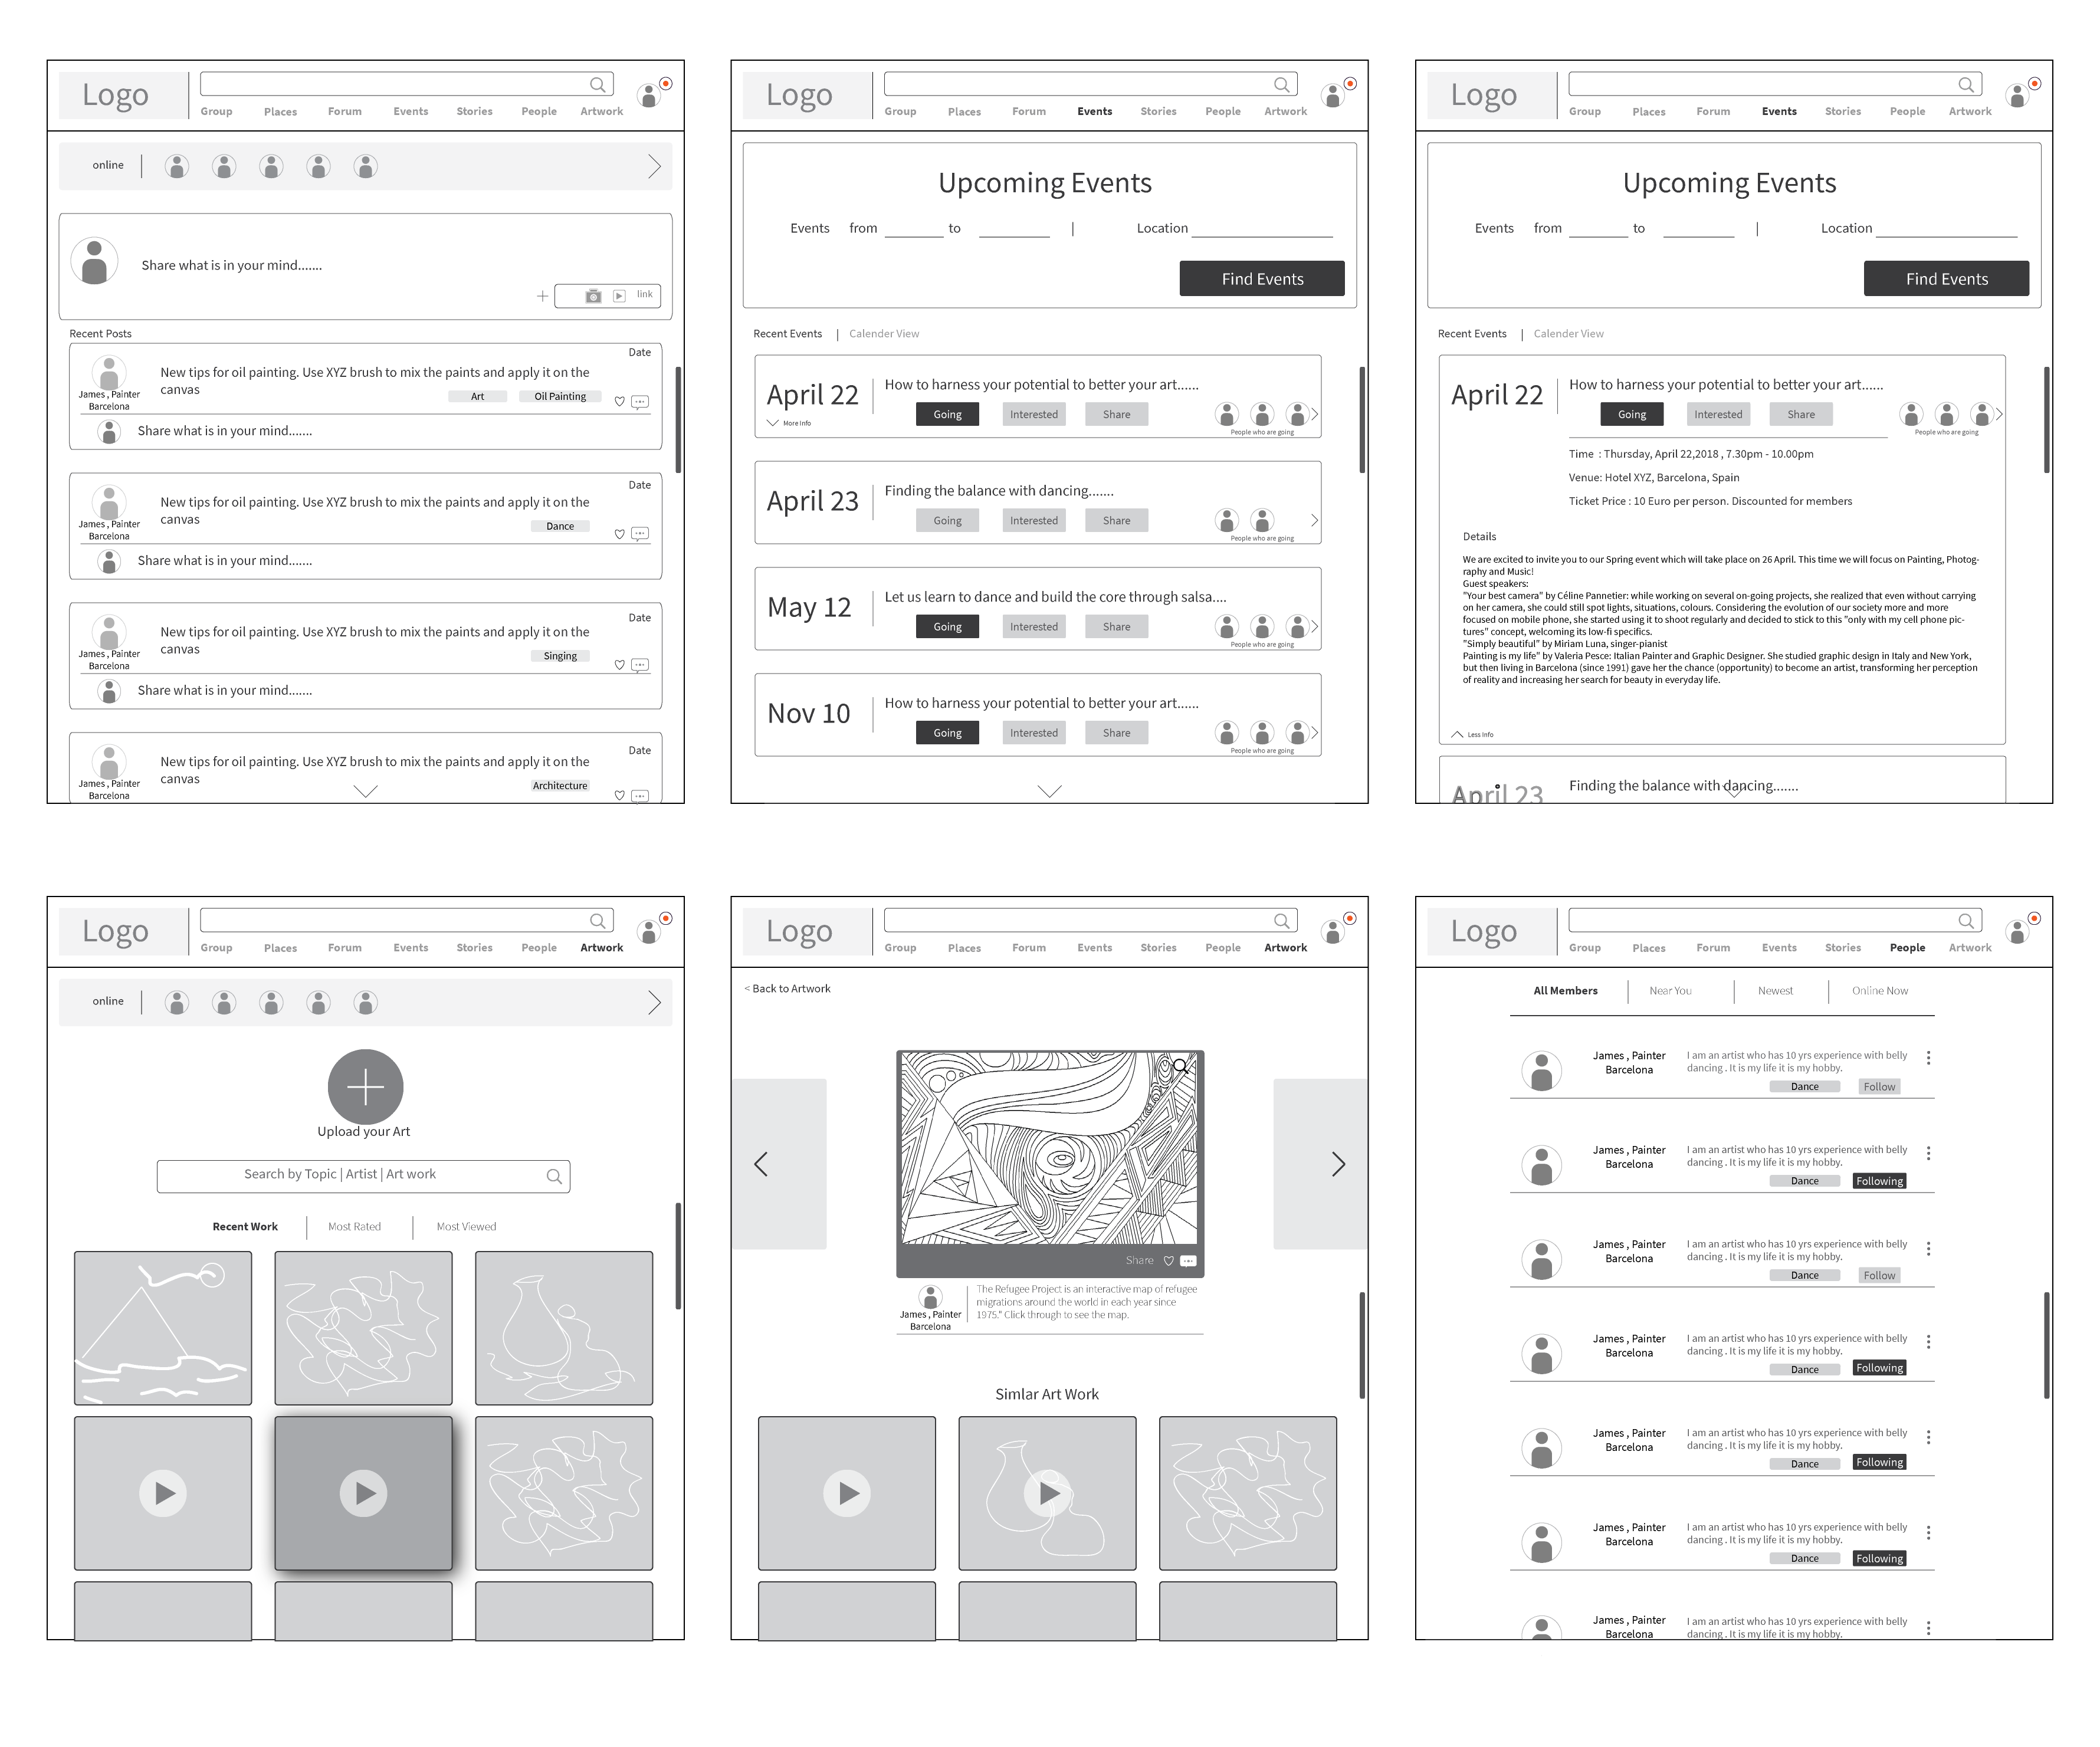 Logo
Group Places Forum Events Stories People Artwork
online
Share what is in your mind.......
link
Recent Posts
Date
New tips for oil painting. Use XYZ brush to mix the paints and apply it on the
canvas
Art Oil Painting
James , Painter
Barcelona
Share what is in your mind.......
Date
New tips for oil painting. Use XYZ brush to mix the paints and apply it on the
canvas
Dance
James , Painter
Barcelona
Share what is in your mind.......
Date
New tips for oil painting. Use XYZ brush to mix the paints and apply it on the
canvas
Singing
James , Painter
Barcelona
Share what is in your mind.......
Date
New tips for oil painting. Use XYZ brush to mix the paints and apply it on the
canvas
Architecture
James , Painter
Barcelona
Logo
Group Places Forum Events Stories People Artwork
Upcoming Events
Events from to | Location
Find Events
Recent Events | Calender View
April 22
How to harness your potential to better your art......
Going Interested Share
More Info
People who are going
April 23
Finding the balance with dancing.......
Going Interested Share
People who are going
May 12
Let us learn to dance and build the core through salsa....
Going Interested Share
People who are going
Nov 10
How to harness your potential to better your art......
Going Interested Share
People who are going
Logo
Group Places Forum Events Stories People Artwork
Upcoming Events
Events from to | Location
Find Events
Recent Events | Calender View
April 22
How to harness your potential to better your art......
Going Interested Share
People who are going
Time : Thursday, April 22,2018 , 7.30pm - 10.00pm
Venue: Hotel XYZ, Barcelona, Spain
Ticket Price : 10 Euro per person. Discounted for members
Details
We are excited to invite you to our Spring event which will take place on 26 April. This time we will focus on Painting, Photog-
raphy and Music!
Guest speakers:
"Your best camera" by Céline Pannetier: while working on several on-going projects, she realized that even without carrying
on her camera, she could still spot lights, situations, colours. Considering the evolution of our society more and more
focused on mobile phone, she started using it to shoot regularly and decided to stick to this "only with my cell phone pic-
tures" concept, welcoming its low-fi specifics.
"Simply beautiful" by Miriam Luna, singer-pianist
Painting is my life" by Valeria Pesce: Italian Painter and Graphic Designer. She studied graphic design in Italy and New York,
but then living in Barcelona (since 1991) gave her the chance (opportunity) to become an artist, transforming her perception
of reality and increasing her search for beauty in everyday life.
Less Info
April 23
Finding the balance with dancing.......
Logo
Group Places Forum Events Stories People Artwork
online
Upload your Art
Search by Topic | Artist | Art work
Recent Work Most Rated Most Viewed
Logo
Group Places Forum Events Stories People Artwork
< Back to Artwork
Share
James , Painter
Barcelona
The Refugee Project is an interactive map of refugee
migrations around the world in each year since
1975." Click through to see the map.
Simlar Art Work
Logo
Group Places Forum Events Stories People Artwork
All Members Near You Newest Online Now
James , Painter
Barcelona
I am an artist who has 10 yrs experience with belly
dancing . It is my life it is my hobby.
Dance Follow
James , Painter
Barcelona
I am an artist who has 10 yrs experience with belly
dancing . It is my life it is my hobby.
Dance Following
James , Painter
Barcelona
I am an artist who has 10 yrs experience with belly
dancing . It is my life it is my hobby.
Dance Follow
James , Painter
Barcelona
I am an artist who has 10 yrs experience with belly
dancing . It is my life it is my hobby.
Dance Following
James , Painter
Barcelona
I am an artist who has 10 yrs experience with belly
dancing . It is my life it is my hobby.
Dance Following
James , Painter
Barcelona
I am an artist who has 10 yrs experience with belly
dancing . It is my life it is my hobby.
Dance Following
James , Painter
Barcelona
I am an artist who has 10 yrs experience with belly
dancing . It is my life it is my hobby.